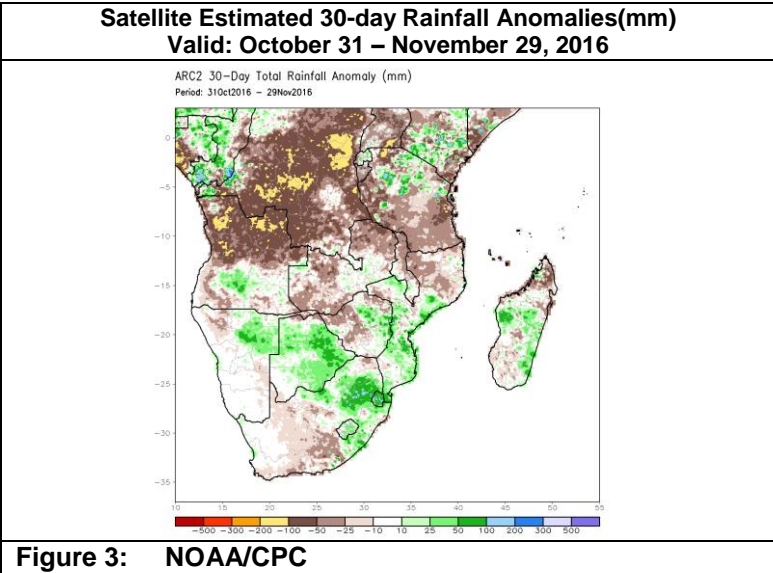 Satellite Estimated 30-day Rainfall Anomalies(mm)
Valid: October 31 – November 29, 2016
ARC2 30-Day Total Rainfall Anomaly (mm)
Period: 31Oct2016 – 29Nov2016
0
-5
-10
-15
-20
-25
-30
-35
10 15 20 25 30 35 40 45 50 55
-500 -300 -200 -100 -50 -25 -10 10 25 50 100 200 300 500
Figure 3: NOAA/CPC